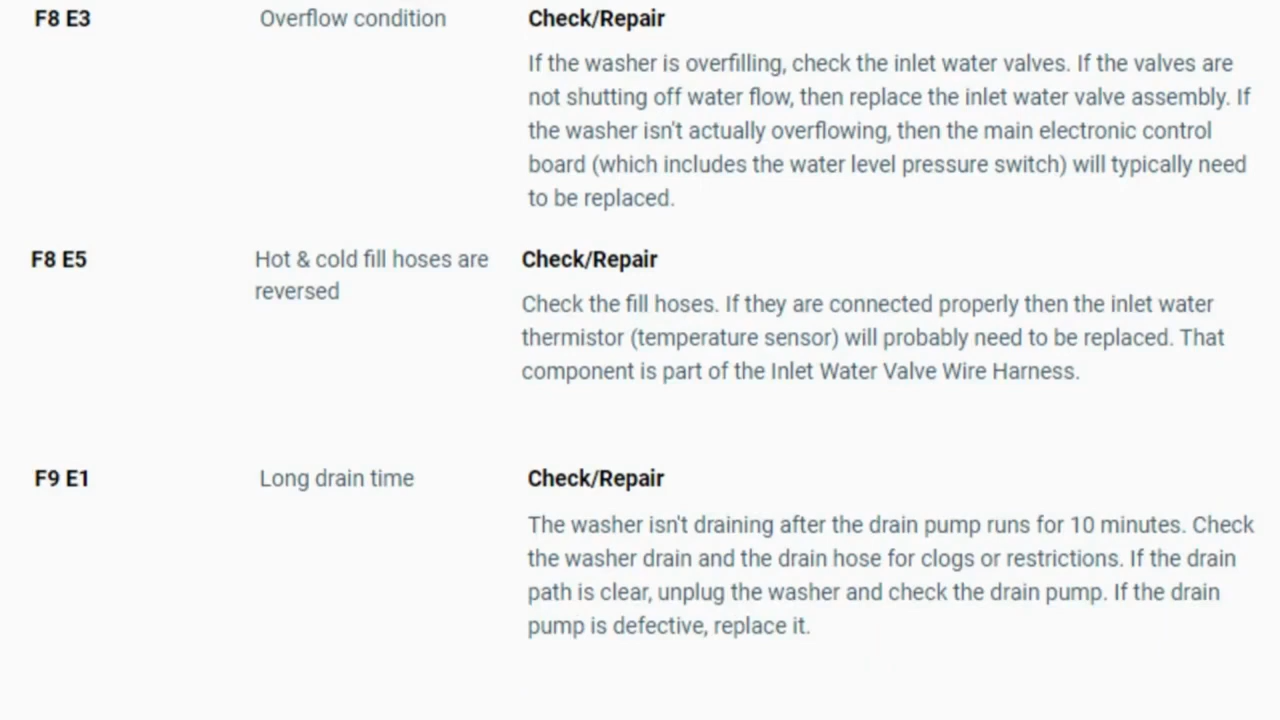 F8 E3 Overflow condition Check/Repair
If the washer is overfilling, check the inlet water valves. If the valves are
not shutting off water flow, then replace the inlet water valve assembly. If
the washer isn't actually overflowing, then the main electronic control
board (which includes the water level pressure switch) will typically need
to be replaced.
F8 E5 Hot & cold fill hoses are Check/Repair
reversed
Check the fill hoses. If they are connected properly then the inlet water
thermistor (temperature sensor) will probably need to be replaced. That
component is part of the Inlet Water Valve Wire Harness.
F9 E1 Long drain time Check/Repair
The washer isn't draining after the drain pump runs for 10 minutes. Check
the washer drain and the drain hose for clogs or restrictions. If the drain
path is clear, unplug the washer and check the drain pump. If the drain
pump is defective, replace it.